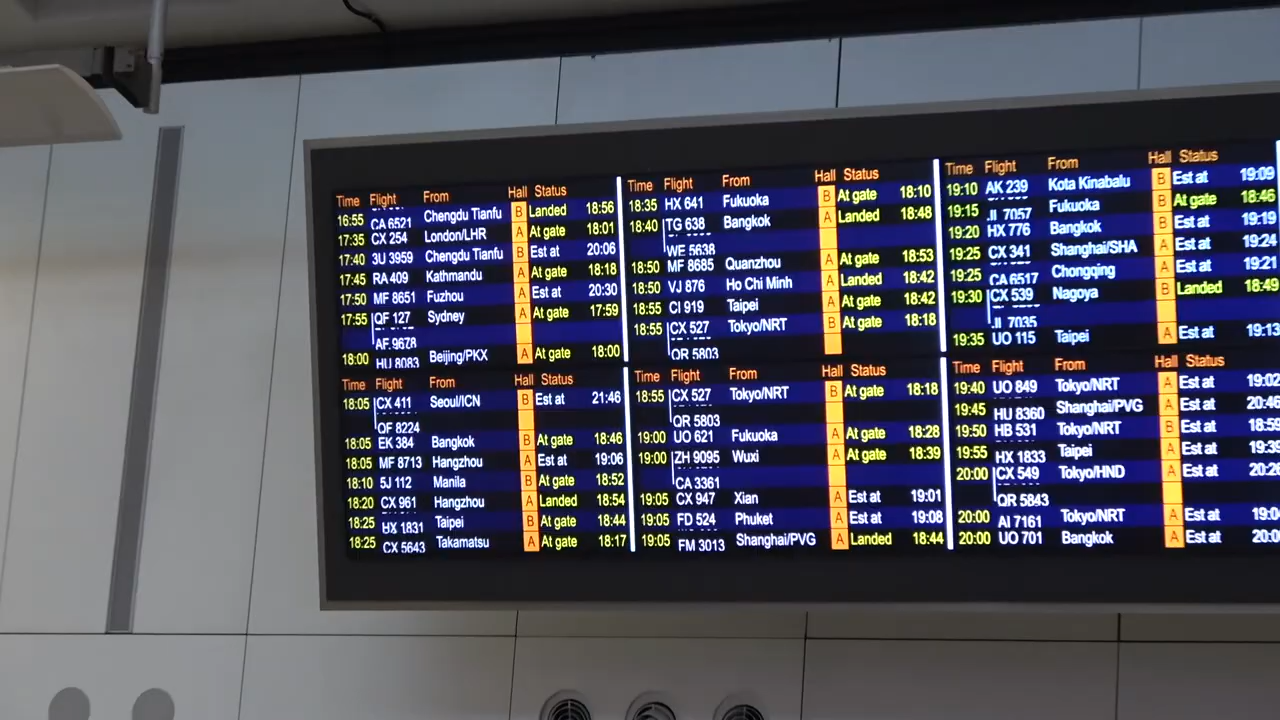 Time Flight From Hall Status
16:55 CA 6521 Chengdu Tianfu B Landed 18:56
17:35 CX 254 London/LHR A At gate 18:01
17:40 3U 3959 Chengdu Tianfu B Est at 20:06
17:45 RA 409 Kathmandu A At gate 18:18
17:50 MF 8651 Fuzhou A Est at 20:30
17:55 QF 127 Sydney A At gate 17:59
AF 9678
18:00 HU 8083 Beijing/PKX A At gate 18:00
Time Flight From Hall Status
18:05 CX 411 Seoul/ICN B Est at 21:46
QF 8224
18:05 EK 384 Bangkok B At gate 18:46
18:05 MF 8713 Hangzhou A Est at 19:06
18:10 5J 112 Manila B At gate 18:52
18:20 CX 961 Hangzhou A Landed 18:54
18:25 HX 1831 Taipei B At gate 18:44
18:25 CX 5643 Takamatsu A At gate 18:17
Time Flight From Hall Status
18:35 HX 641 Fukuoka B At gate 18:10
18:40 TG 638 Bangkok A Landed 18:48
WE 5638
18:50 MF 8685 Quanzhou A At gate 18:53
18:50 VJ 876 Ho Chi Minh A Landed 18:42
18:55 CI 919 Taipei A At gate 18:42
18:55 CX 527 Tokyo/NRT B At gate 18:18
QR 5803
Time Flight From Hall Status
18:55 CX 527 Tokyo/NRT B At gate 18:18
QR 5803
19:00 UO 621 Fukuoka A At gate 18:28
19:00 ZH 9095 Wuxi A At gate 18:39
CA 3361
19:05 CX 947 Xian A Est at 19:01
19:05 FD 524 Phuket A Est at 19:08
19:05 FM 3013 Shanghai/PVG A Landed 18:44
Time Flight From Hall Status
19:10 AK 239 Kota Kinabalu B Est at 19:09
19:15 JL 7057 Fukuoka B At gate 18:46
19:20 HX 776 Bangkok B Est at 19:19
19:25 CX 341 Shanghai/SHA A Est at 19:24
19:25 CA 6517 Chongqing A Est at 19:21
19:30 CX 539 Nagoya B Landed 18:49
JL 7035
19:35 UO 115 Taipei A Est at 19:13
Time Flight From Hall Status
19:40 UO 849 Tokyo/NRT A Est at 19:02
19:45 HU 8360 Shanghai/PVG A Est at 20:46
19:50 HB 531 Tokyo/NRT B Est at 18:59
19:55 HX 1833 Taipei A Est at 19:39
20:00 CX 549 Tokyo/HND A Est at
QR 5843
20:00 AI 7161 Tokyo/NRT A Est at
20:00 UO 701 Bangkok A Est at